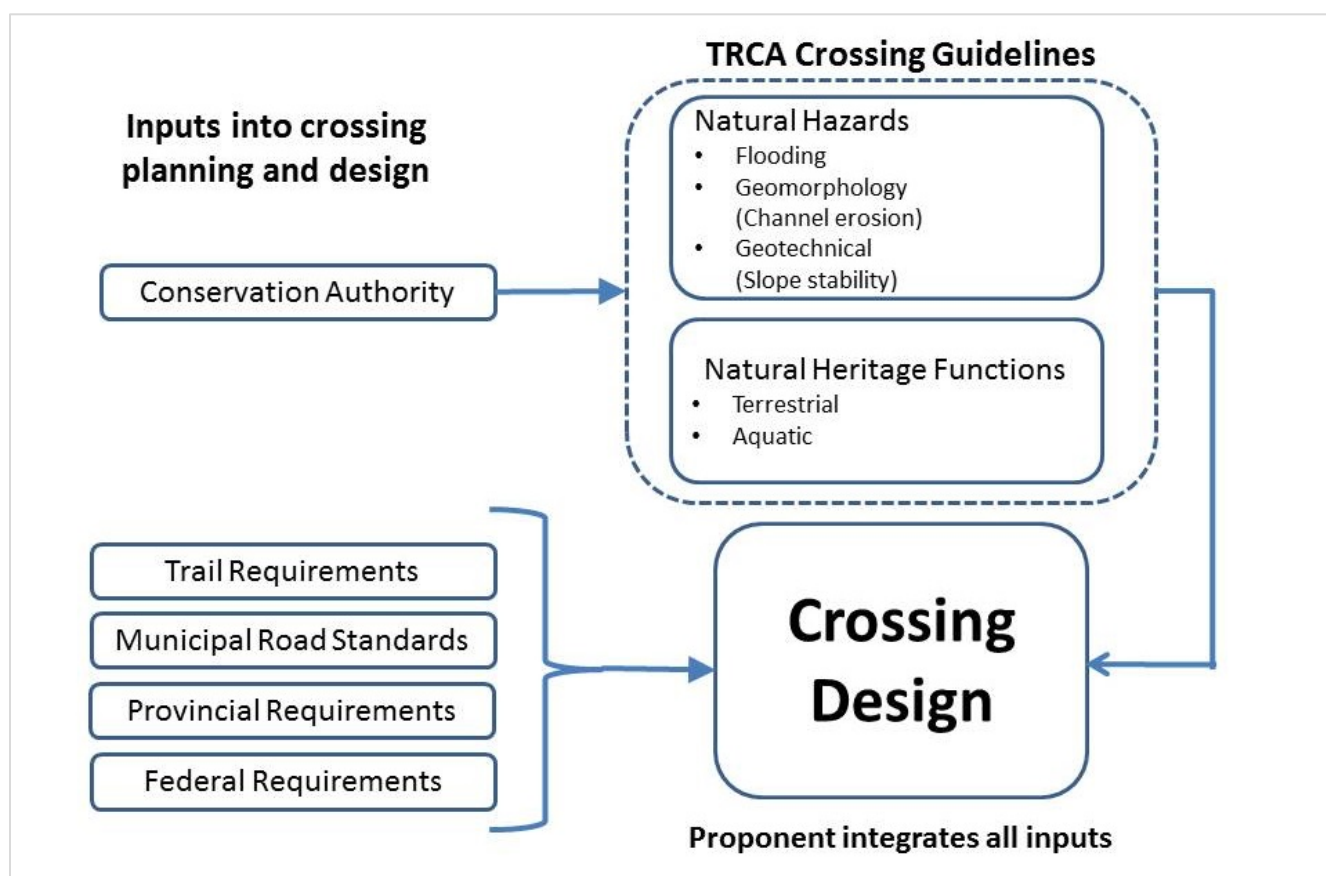 TRCA Crossing Guidelines
Inputs into crossing
planning and design
Conservation Authority
Natural Hazards
• Flooding
• Geomorphology
(Channel erosion)
• Geotechnical
(Slope stability)
Natural Heritage Functions
• Terrestrial
• Aquatic
Trail Requirements
Municipal Road Standards
Provincial Requirements
Federal Requirements
Crossing
Design
Proponent integrates all inputs